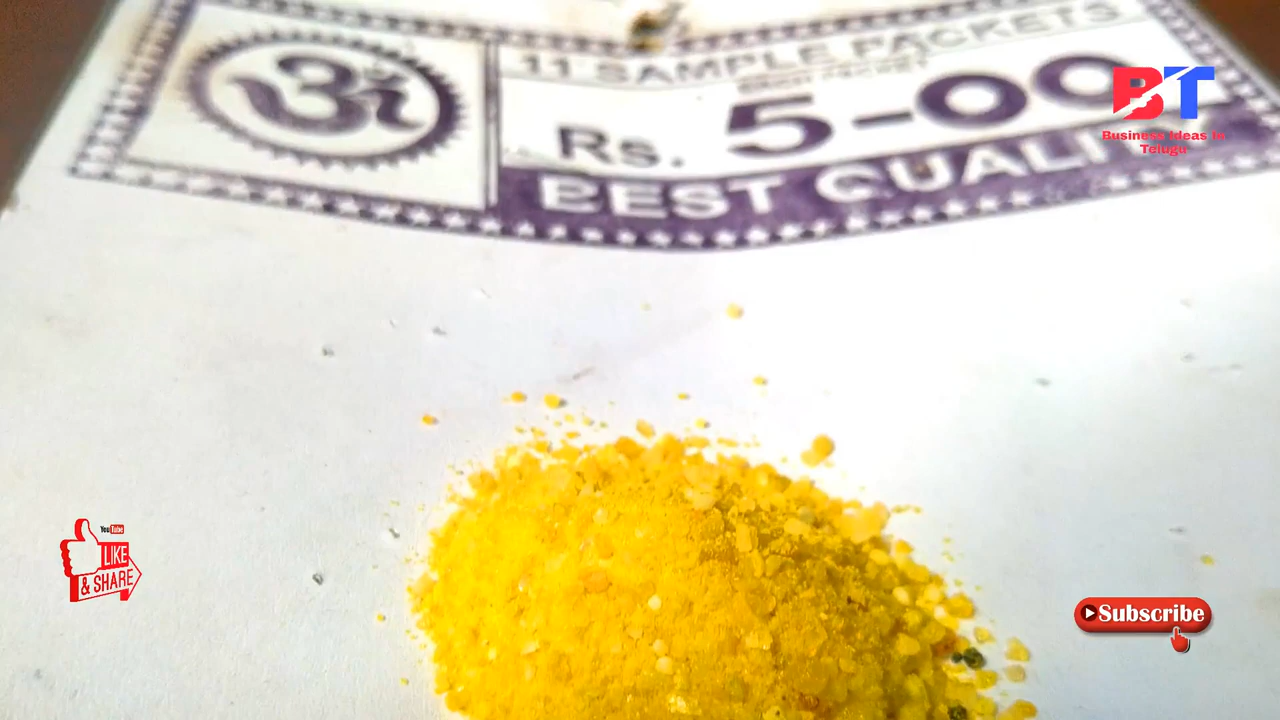 11 SAMPLE PACKETS
ॐ
Rs. 5-00
BEST QUALI
BT
Business Ideas In
Telugu
YouTube
LIKE
& SHARE
Subscribe